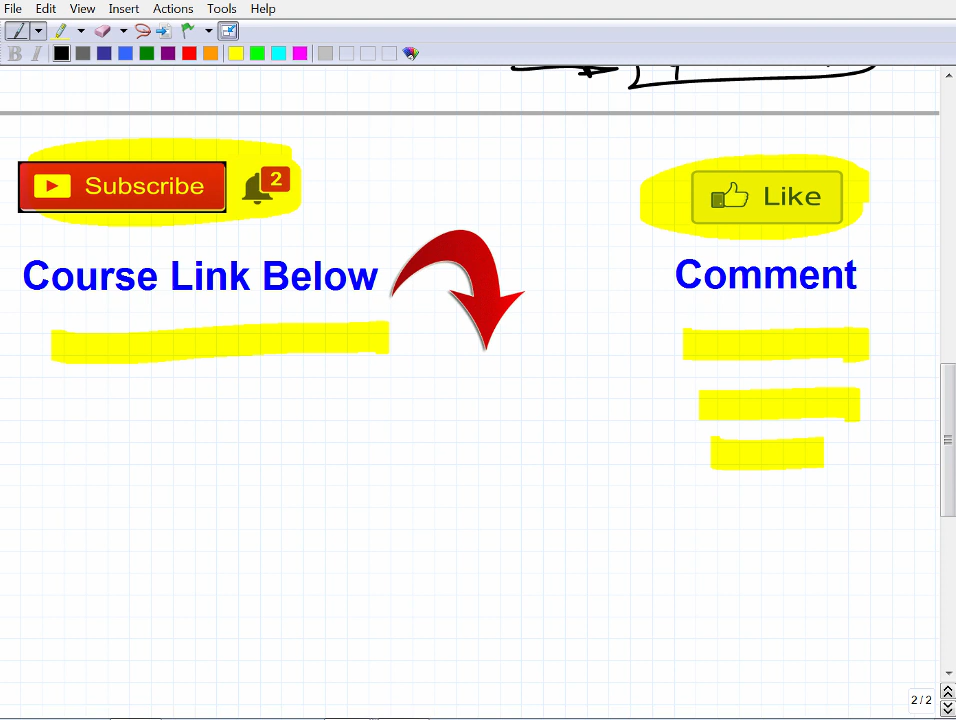 File Edit View Insert Actions Tools Help
B I
Subscribe 2
Like
Course Link Below
Comment
2 / 2